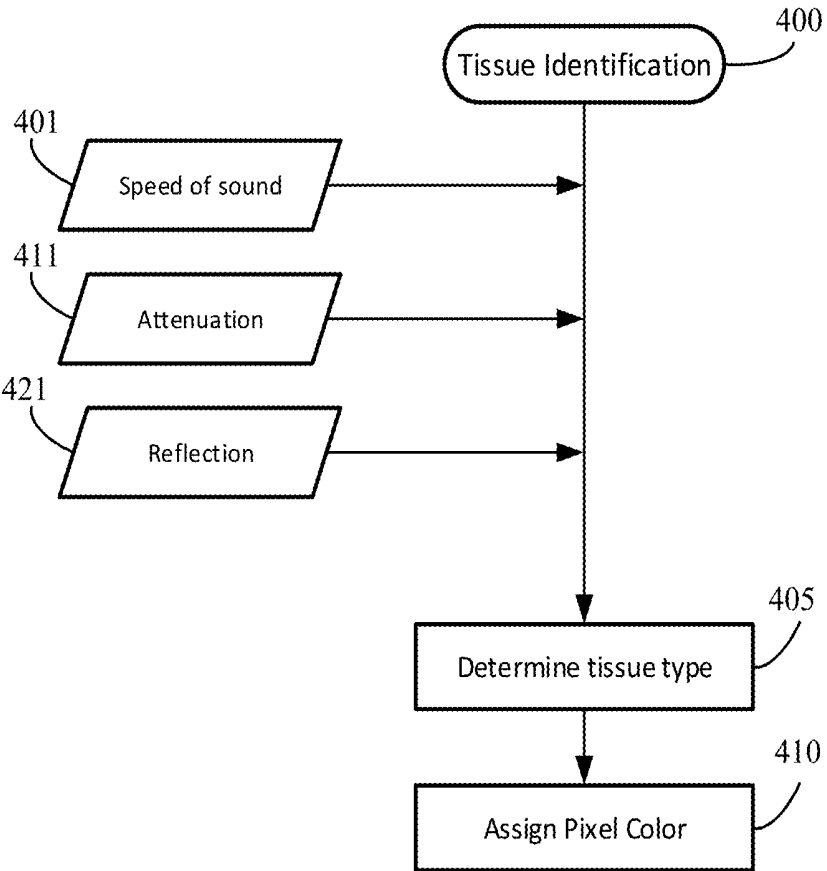 400
Tissue Identification
401
Speed of sound
411
Attenuation
421
Reflection
405
Determine tissue type
410
Assign Pixel Color